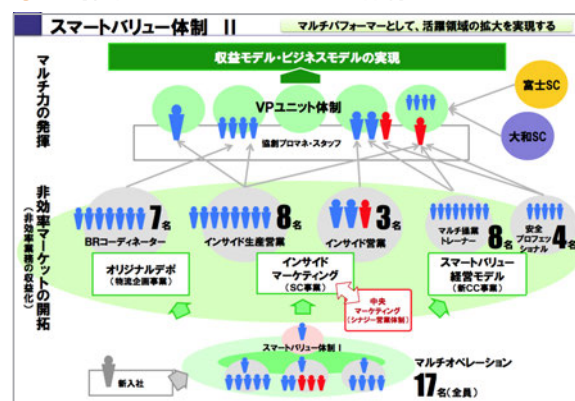 スマートバリュー体制 II
マルチパフォーマーとして、活躍領域の拡大を実現する
収益モデル・ビジネスモデルの実現
マルチ力の発揮
VPユニット体制
協創プロマネ・スタッフ
富士SC
大和SC
非効率マーケットの開拓
(非効率業務の収益化)
7名
BRコーディネーター
8名
インサイド生産営業
3名
インサイド営業
8名
マルチ提案
トレーナー
4名
安全
プロフェッ
ショナル
オリジナルデポ
(物流企画事業)
インサイド
マーケティング
(SC事業)
スマートバリュー
経営モデル
(新CC事業)
中央
マーケティング
(シナジー営業体制)
スマートバリュー体制 I
新入社
マルチオペレーション
17名(全員)